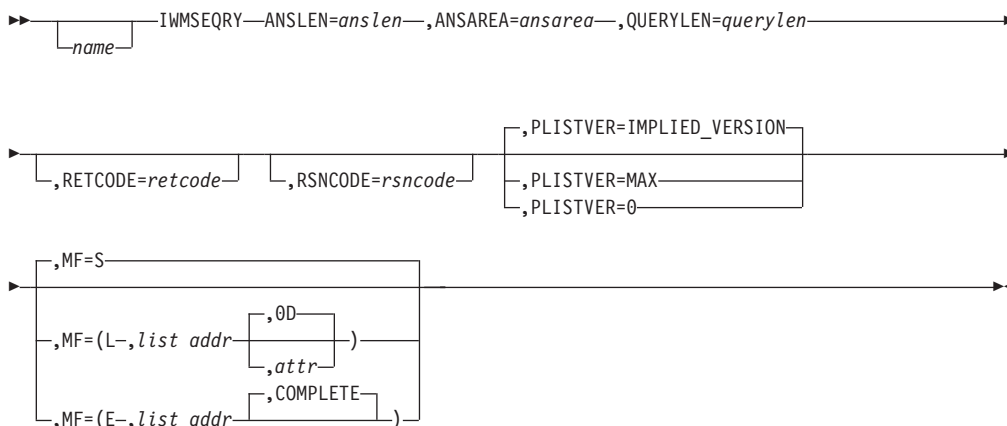 IWMSEQRY ANSLEN=anslen ,ANSAREA=ansarea ,QUERYLEN=querylen
name
,PLISTVER=IMPLIED_VERSION
,RETCODE=retcode ,RSNCODE=rsncode ,PLISTVER=MAX
,PLISTVER=0
,MF=S
,0D
,MF=(L ,list addr )
,attr
,COMPLETE
,MF=(E ,list addr )